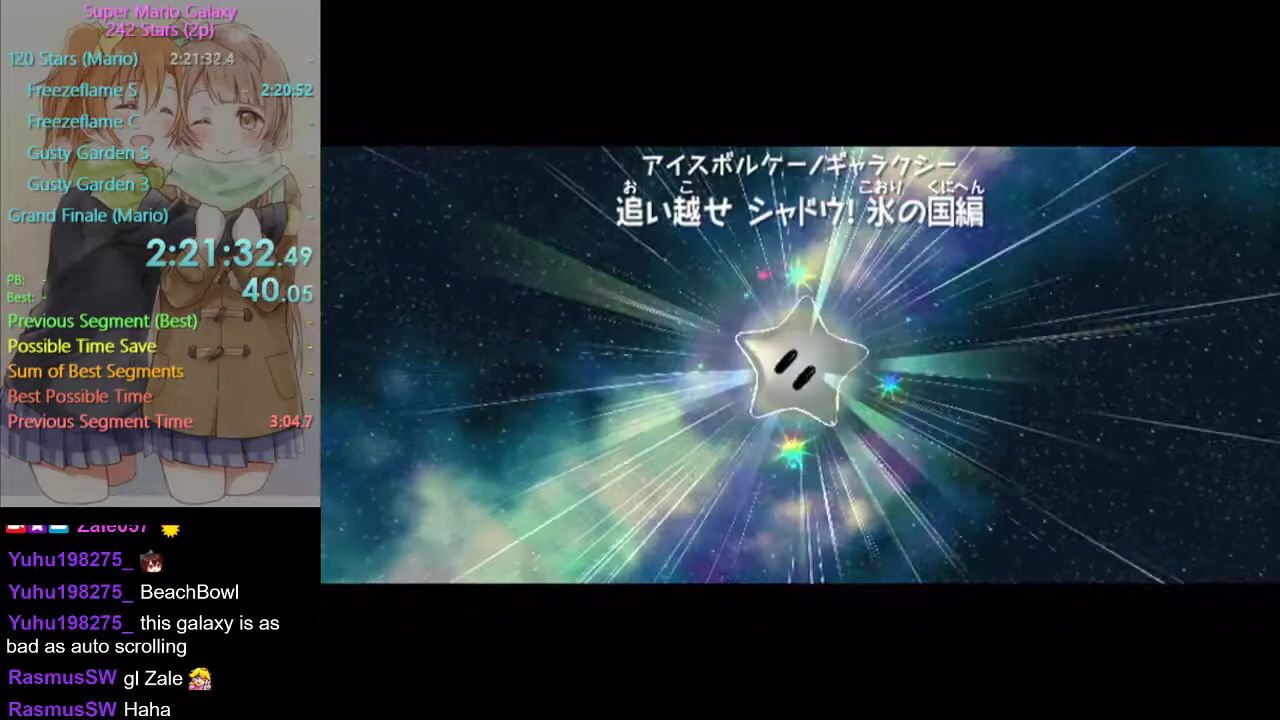 Super Mario Galaxy
242 Stars (2p)
120 Stars (Mario) 2:21:32.4 -
Freezeflame S - 2:20:52
Freezeflame C -
Gusty Garden S -
Gusty Garden 3 -
Grand Finale (Mario) -
2:21:32.49
PB: -
40.05
Best: -
Previous Segment (Best) -
Possible Time Save -
Sum of Best Segments -
Best Possible Time -
Previous Segment Time 3:04.7
Zale057
Yuhu198275_
Yuhu198275_ BeachBowl
Yuhu198275_ this galaxy is as
bad as auto scrolling
RasmusSW gl Zale
RasmusSW Haha
アイスボルケーノギャラクシー
お こ こおり くにへん
追い越せ シャドウ! 氷の国編